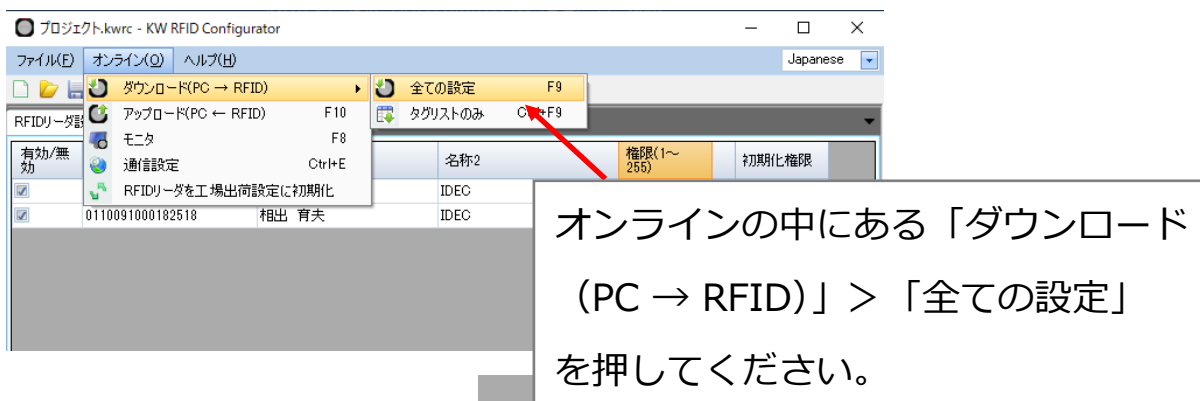 プロジェクト.kwrc - KW RFID Configurator
ファイル(F) オンライン(O) ヘルプ(H) Japanese
ダウンロード(PC → RFID)
全ての設定 F9
アップロード(PC ← RFID) F10
タグリストのみ
モニタ F8
通信設定 Ctrl+E
RFIDリーダを工場出荷設定に初期化
RFIDリーダ
有効/無効 名称2 権限(1～255) 初期化権限
IDEC
0110091000182518 相出 育夫 IDEC
オンラインの中にある「ダウンロード
（PC → RFID）」＞「全ての設定」
を押してください。